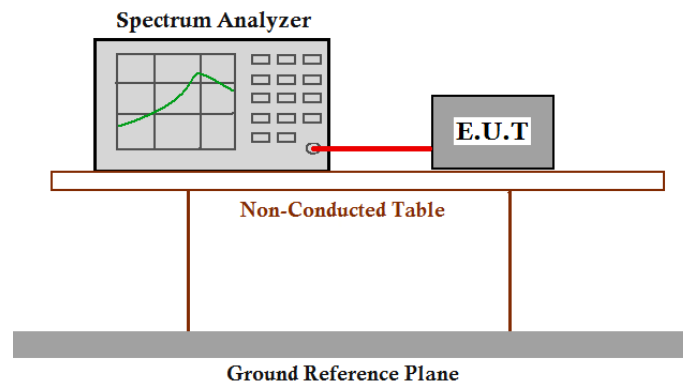 Spectrum Analyzer
E.U.T
Non-Conducted Table
Ground Reference Plane